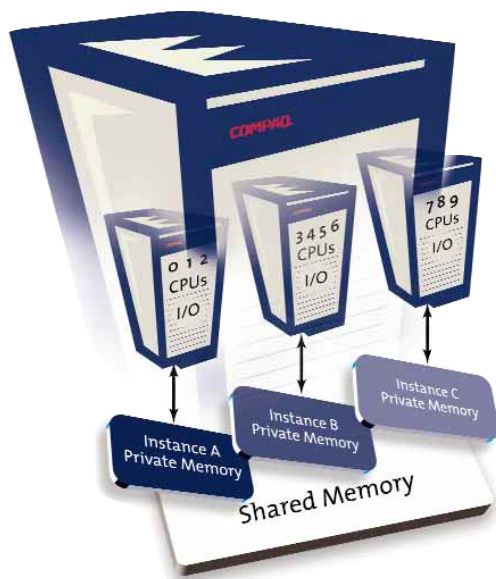 COMPAQ
0 1 2
CPUs
I/O
3 4 5 6
CPUs
I/O
7 8 9
CPUs
I/O
Instance A
Private Memory
Instance B
Private Memory
Instance C
Private Memory
Shared Memory